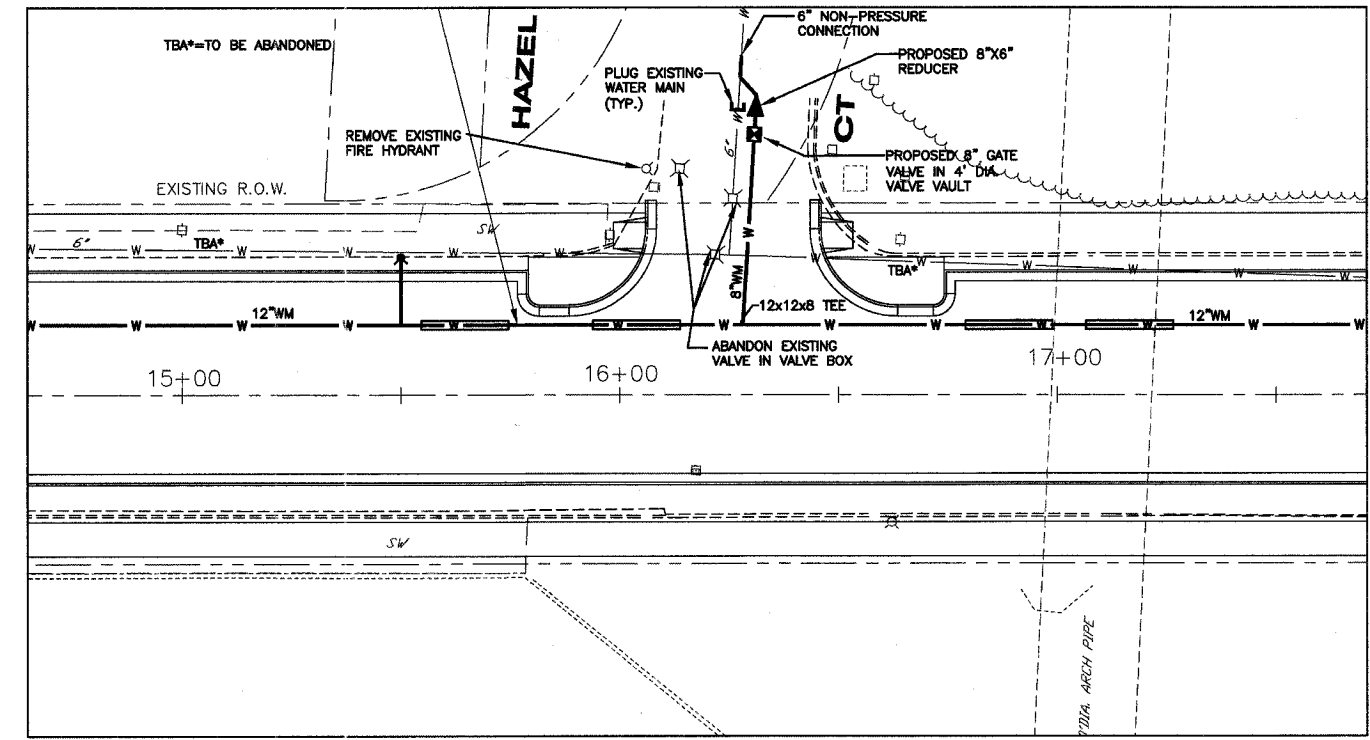 TBA*=TO BE ABANDONED
HAZEL
CT
6" NON-PRESSURE
CONNECTION
PROPOSED 8"X6"
REDUCER
PLUG EXISTING
WATER MAIN
(TYP.)
REMOVE EXISTING
FIRE HYDRANT
PROPOSED 8" GATE
VALVE IN 4' DIA.
VALVE VAULT
EXISTING R.O.W.
W
W
6"
SW
W
6"
W
W
TBA*
W
W
W
W
W
8"WM
W
TBA*
W
W
W
W
W
W
W
W
12"WM
W
W
W
W
W
12x12x8 TEE
W
W
W
W
12"WM
W
W
ABANDON EXISTING
VALVE IN VALVE BOX
15+00
16+00
17+00
SW
DIA. ARCH PIPE